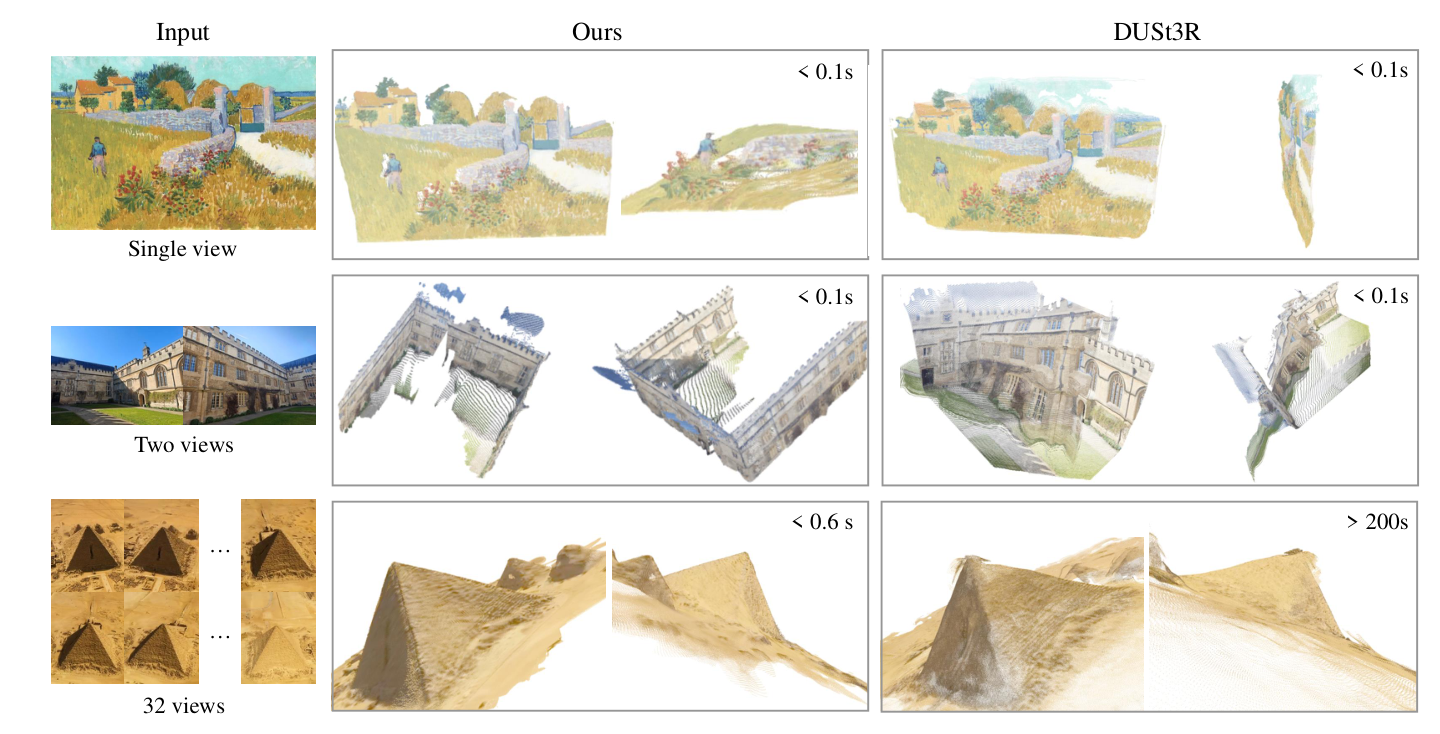 Input
Ours
DUSt3R
< 0.1s
< 0.1s
Single view
< 0.1s
< 0.1s
Two views
...
< 0.6 s
> 200s
...
32 views